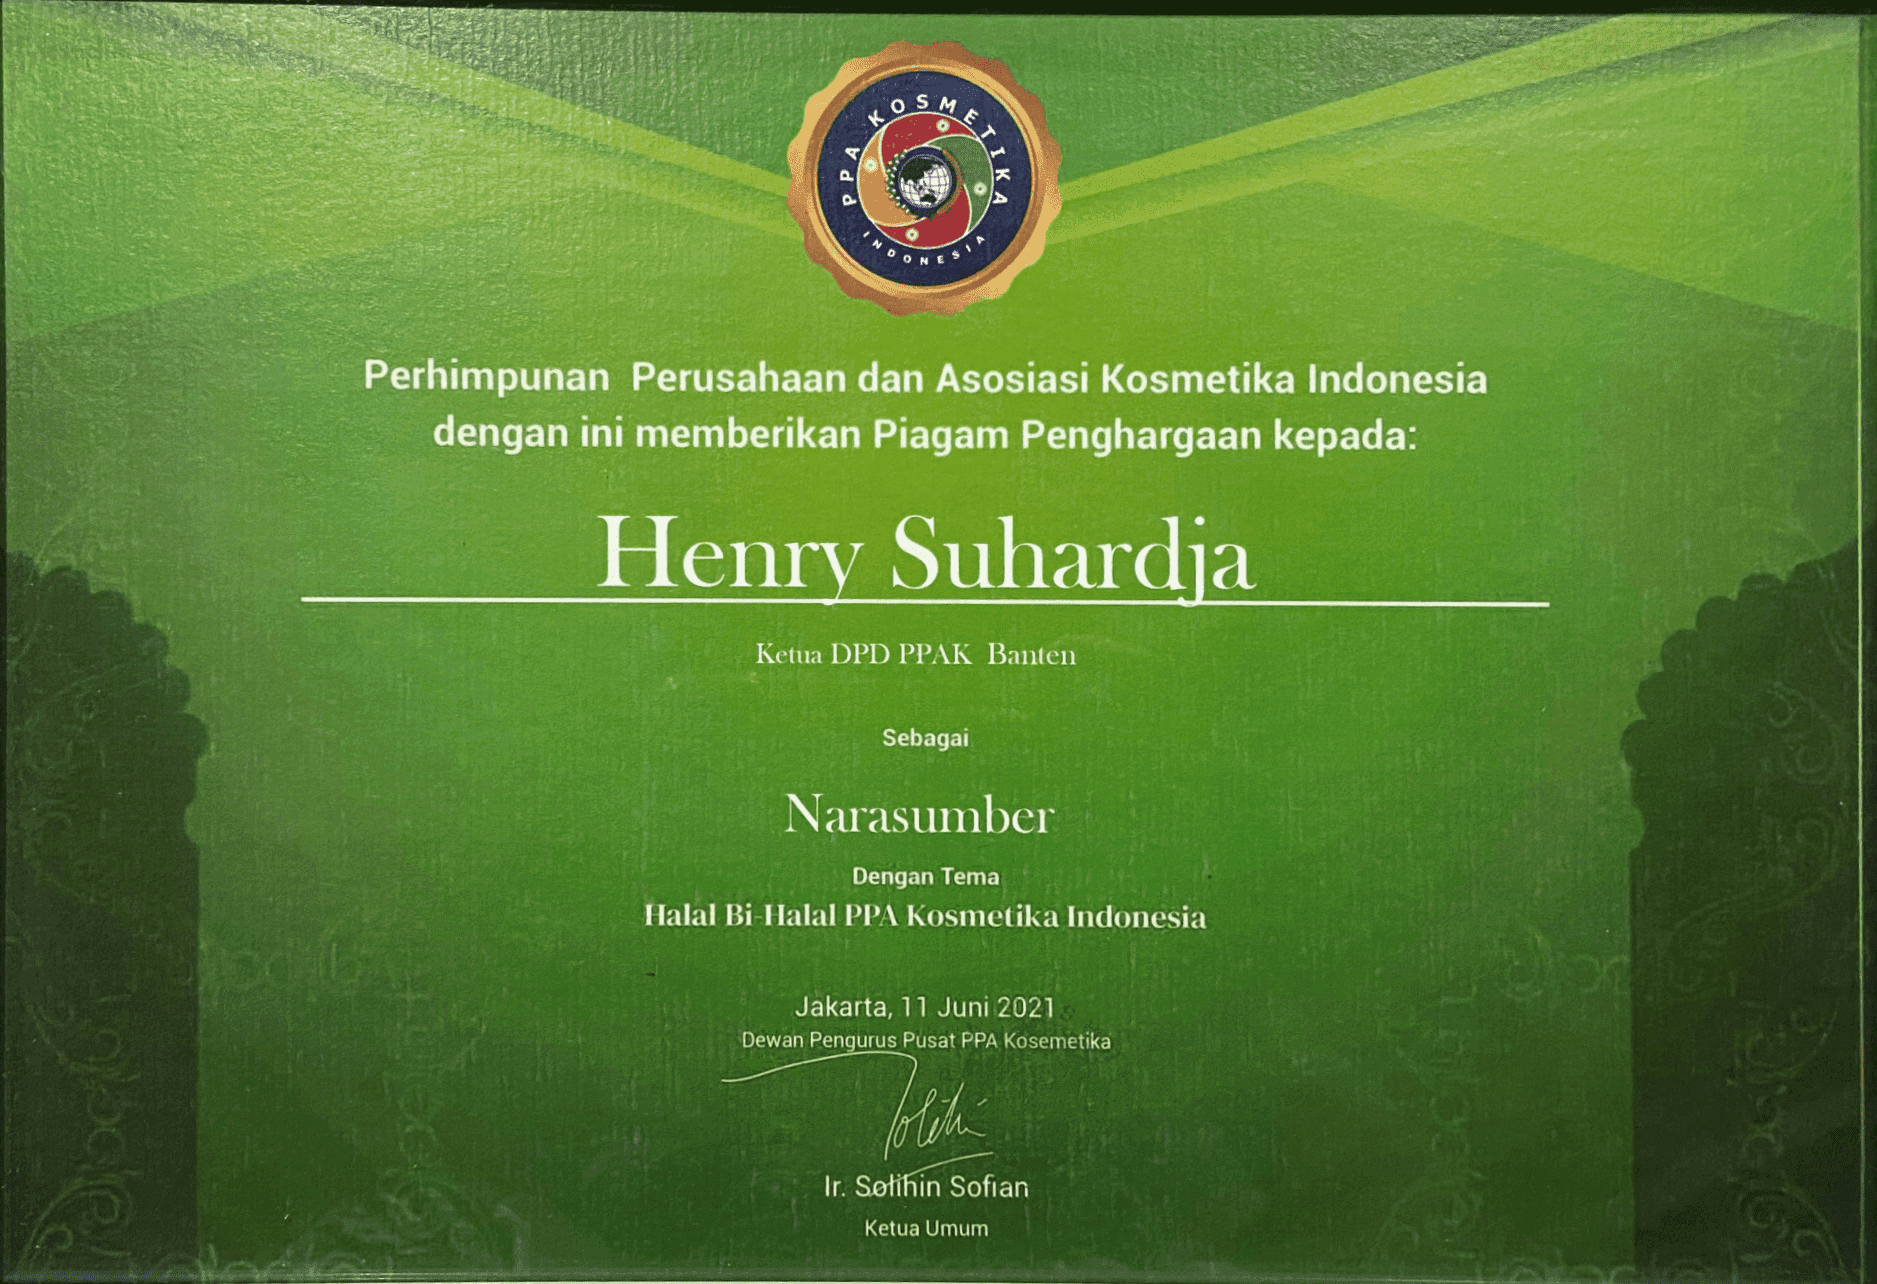 PPA KOSMETIKA
INDONESIA
Perhimpunan Perusahaan dan Asosiasi Kosmetika Indonesia
dengan ini memberikan Piagam Penghargaan kepada:
Henry Suhardja
Ketua DPD PPAK Banten
Sebagai
Narasumber
Dengan Tema
Halal Bi-Halal PPA Kosmetika Indonesia
Jakarta, 11 Juni 2021
Dewan Pengurus Pusat PPA Kosemetika
Ir. Solihin Sofian
Ketua Umum